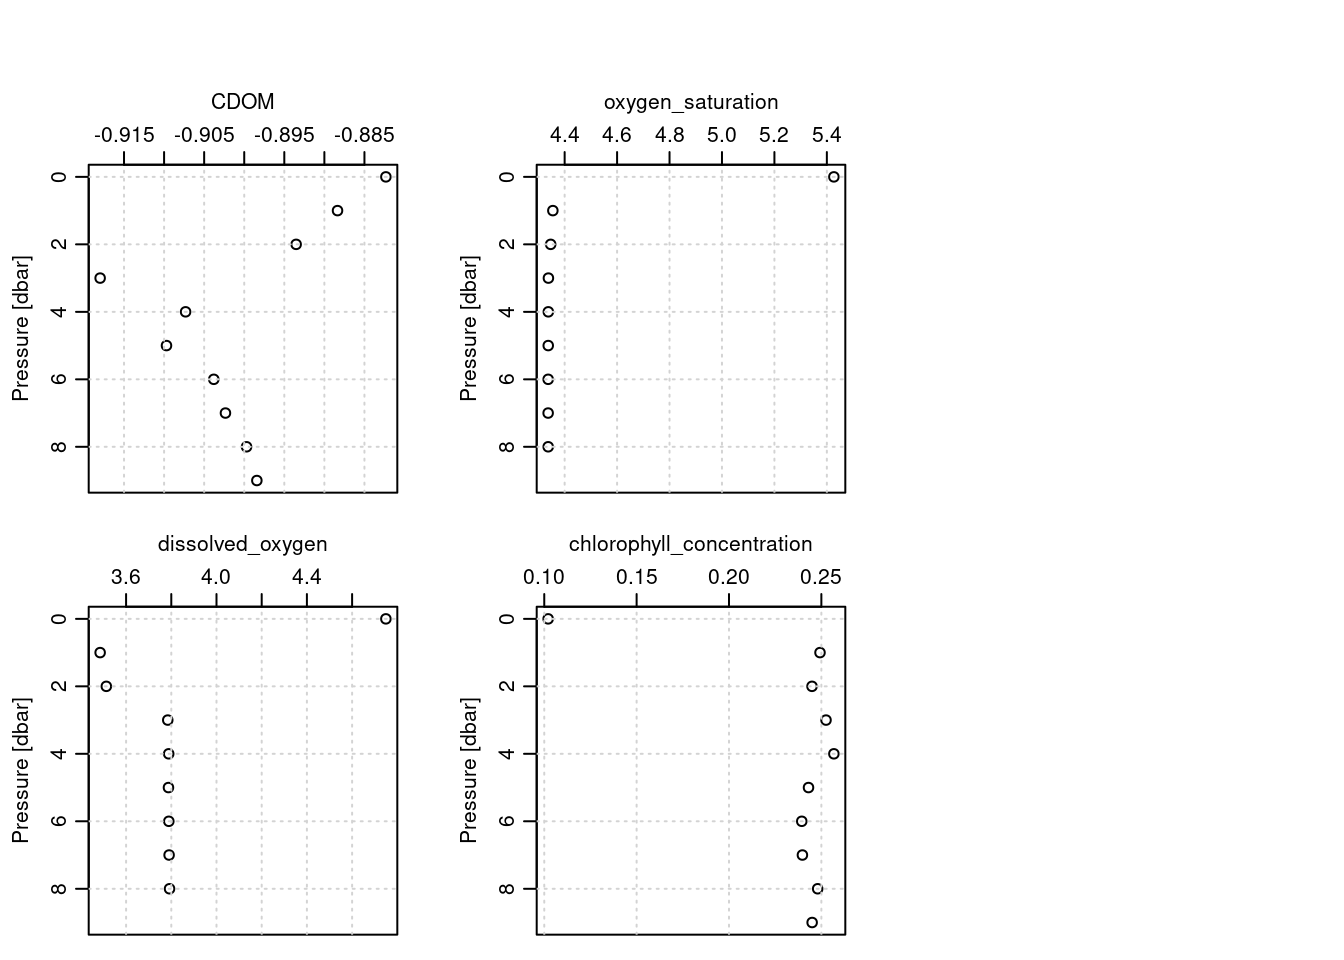 CDOM
-0.915 -0.905 -0.895 -0.885
0
2
4
6
8
Pressure [dbar]
oxygen_saturation
4.4 4.6 4.8 5.0 5.2 5.4
0
2
4
6
8
Pressure [dbar]
dissolved_oxygen
3.6 4.0 4.4
0
2
4
6
8
Pressure [dbar]
chlorophyll_concentration
0.10 0.15 0.20 0.25
0
2
4
6
8
Pressure [dbar]